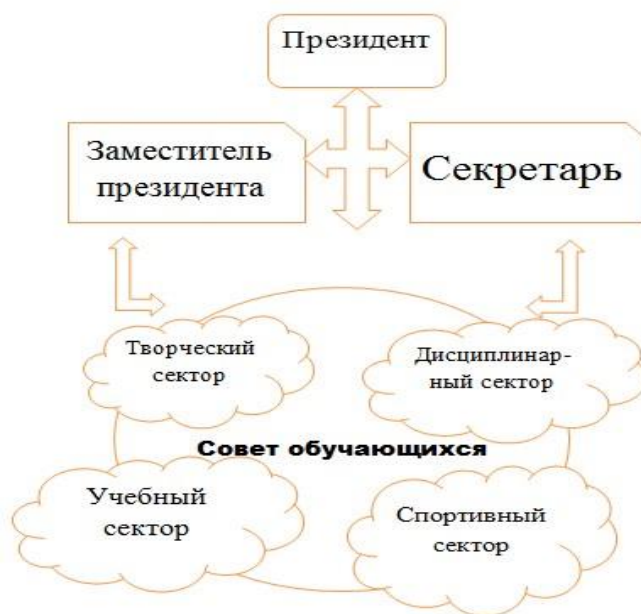 Президент
Заместитель
президента
Секретарь
Творческий
сектор
Дисциплинар-
ный сектор
Совет обучающихся
Учебный
сектор
Спортивный
сектор